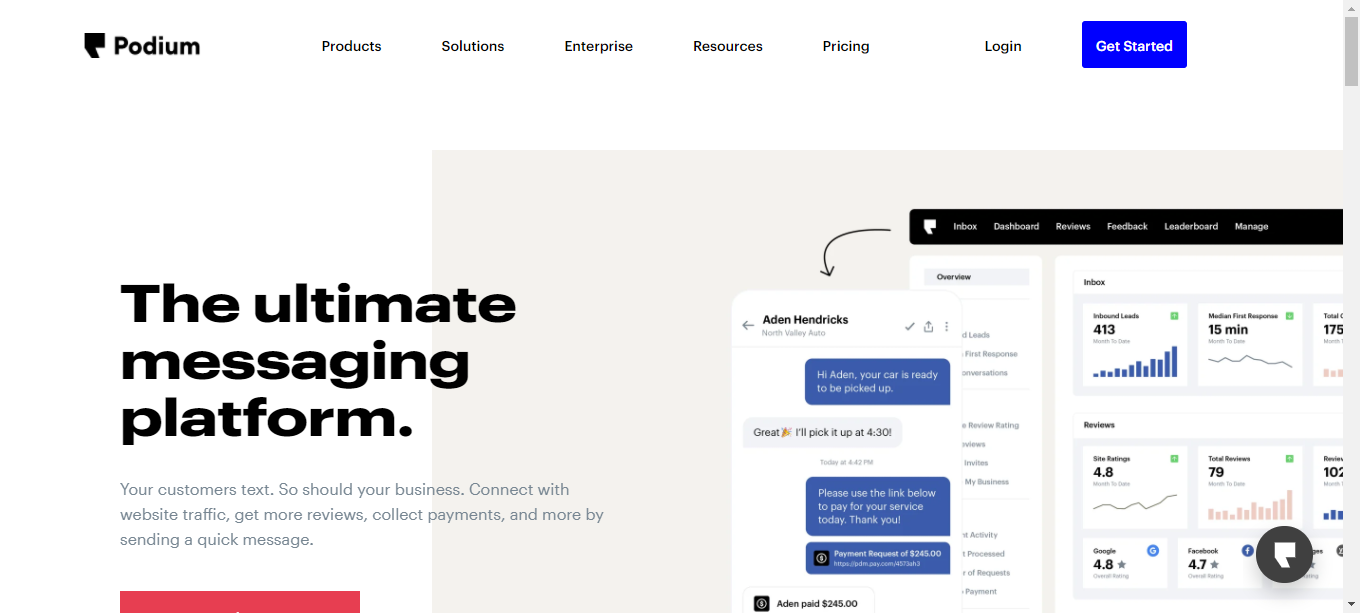 Podium
Products
Solutions
Enterprise
Resources
Pricing
Login
Get Started
The ultimate
messaging
platform.
Your customers text. So should your business. Connect with
website traffic, get more reviews, collect payments, and more by
sending a quick message.
Inbox
Dashboard
Reviews
Feedback
Leaderboard
Manage
Overview
Aden Hendricks
North Valley Auto
Hi Aden, your car is ready
to be picked up.
Great🎉 I'll pick it up at 4:30!
Today at 4:42 PM
Please use the link below
to pay for your service
today. Thank you!
Payment Request of $245.00
https://pdm.pay.com/4573ah3
Aden paid $245.00
Leads
First Response
Review Rating
Invites
My Business
Activity
Processed
of Requests
Payment
Inbox
Inbound Leads
413
Month To Date
Median First Response
15 min
Month To Date
Total
175
Reviews
Site Ratings
4.8
Month To Date
Total Reviews
79
Month To Date
102
Google
4.8 ★
Overall Rating
Facebook
4.7 ★
Overall Rating